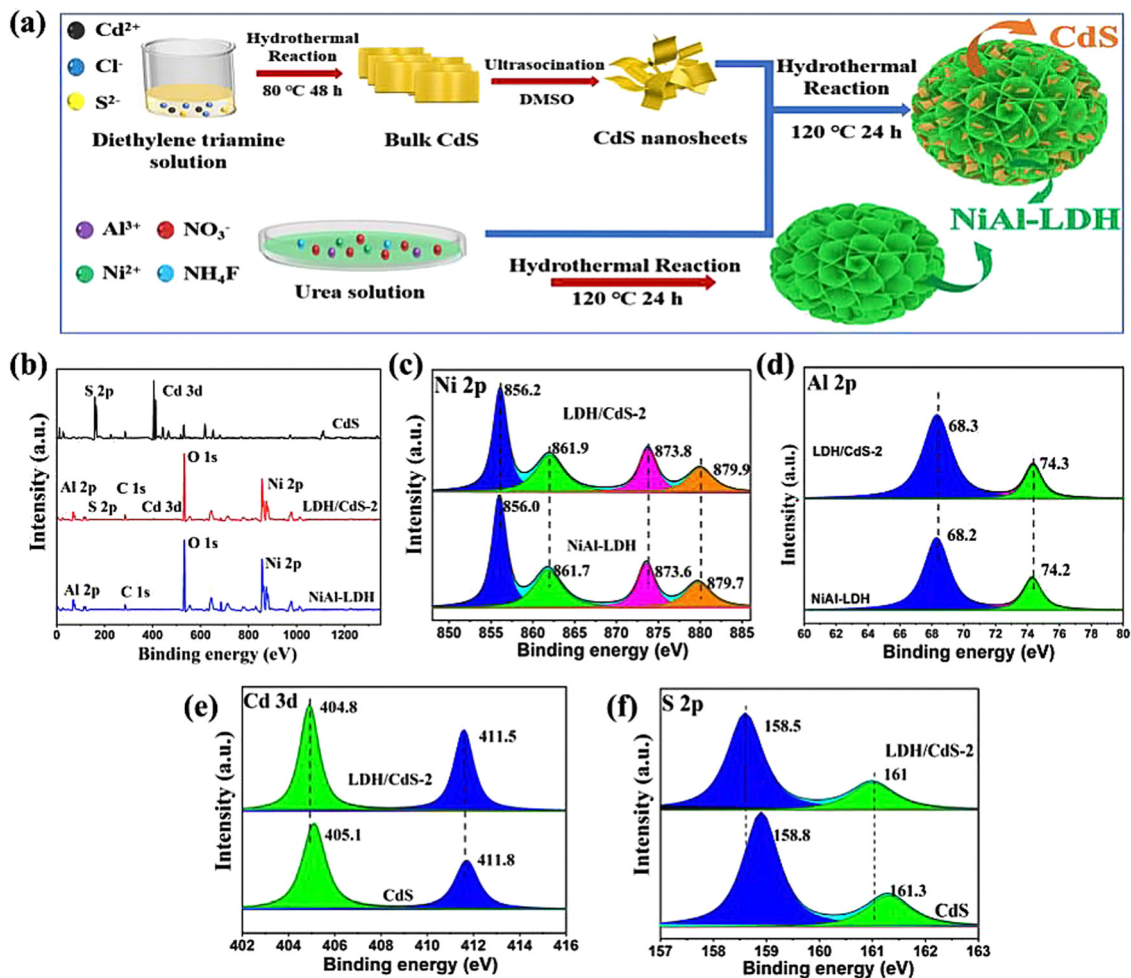 (a)
Cd²⁺
Cl⁻
S²⁻
Diethylene triamine
solution
Hydrothermal
Reaction
80 °C 48 h
Bulk CdS
Ultrasocination
DMSO
CdS nanosheets
Hydrothermal
Reaction
120 °C 24 h
CdS
NiAl-LDH
Al³⁺
NO₃⁻
Ni²⁺
NH₄F
Urea solution
Hydrothermal Reaction
120 °C 24 h
(b)
Intensity (a.u.)
S 2p
Cd 3d
CdS
O 1s
Al 2p
C 1s
Ni 2p
S 2p
Cd 3d
LDH/CdS-2
O 1s
Al 2p
C 1s
Ni 2p
NiAl-LDH
0 200 400 600 800 1000 1200
Binding energy (eV)
(c)
Intensity (a.u.)
Ni 2p
856.2
LDH/CdS-2
861.9
873.8
879.9
856.0
NiAl-LDH
861.7
873.6
879.7
850 855 860 865 870 875 880 885
Binding energy (eV)
(d)
Intensity (a.u.)
Al 2p
68.3
LDH/CdS-2
74.3
68.2
74.2
NiAl-LDH
60 62 64 66 68 70 72 74 76 78 80
Binding energy (eV)
(e)
Intensity (a.u.)
Cd 3d
404.8
411.5
LDH/CdS-2
405.1
411.8
CdS
402 404 406 408 410 412 414 416
Binding energy (eV)
(f)
Intensity (a.u.)
S 2p
158.5
LDH/CdS-2
161
158.8
161.3
CdS
157 158 159 160 161 162 163
Binding energy (eV)